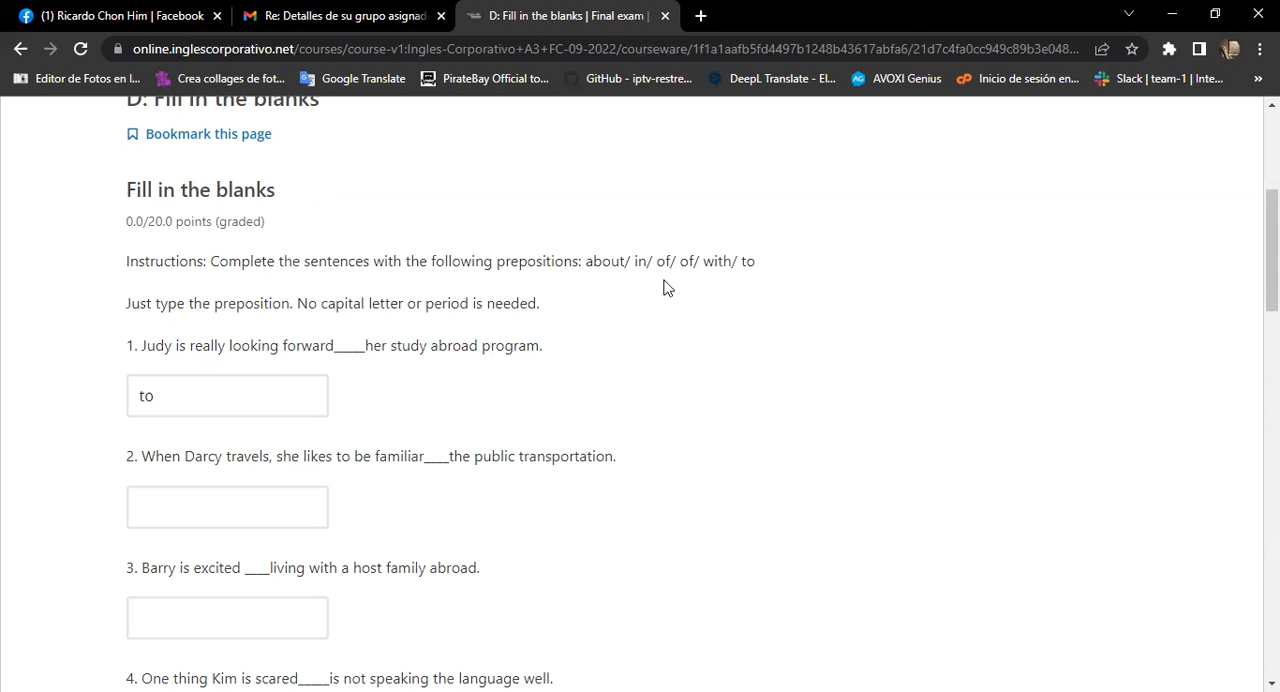 (1) Ricardo Chon Him | Facebook
Re: Detalles de su grupo asignad
D: Fill in the blanks | Final exam |
online.inglescorporativo.net/courses/course-v1:Ingles-Corporativo+A3+FC-09-2022/courseware/1f1a1aafb5fd4497b1248b43617abfa6/21d7c4fa0cc949c89b3e048...
Editor de Fotos en l... Crea collages de fot... Google Translate PirateBay Official to... GitHub - iptv-restre... DeepL Translate - El... AVOXI Genius Inicio de sesión en... Slack | team-1 | Inte... »
D: Fill in the blanks
Bookmark this page
Fill in the blanks
0.0/20.0 points (graded)
Instructions: Complete the sentences with the following prepositions: about/ in/ of/ of/ with/ to
Just type the preposition. No capital letter or period is needed.
1. Judy is really looking forward_____her study abroad program.
to
2. When Darcy travels, she likes to be familiar____the public transportation.
3. Barry is excited ____living with a host family abroad.
4. One thing Kim is scared_____is not speaking the language well.